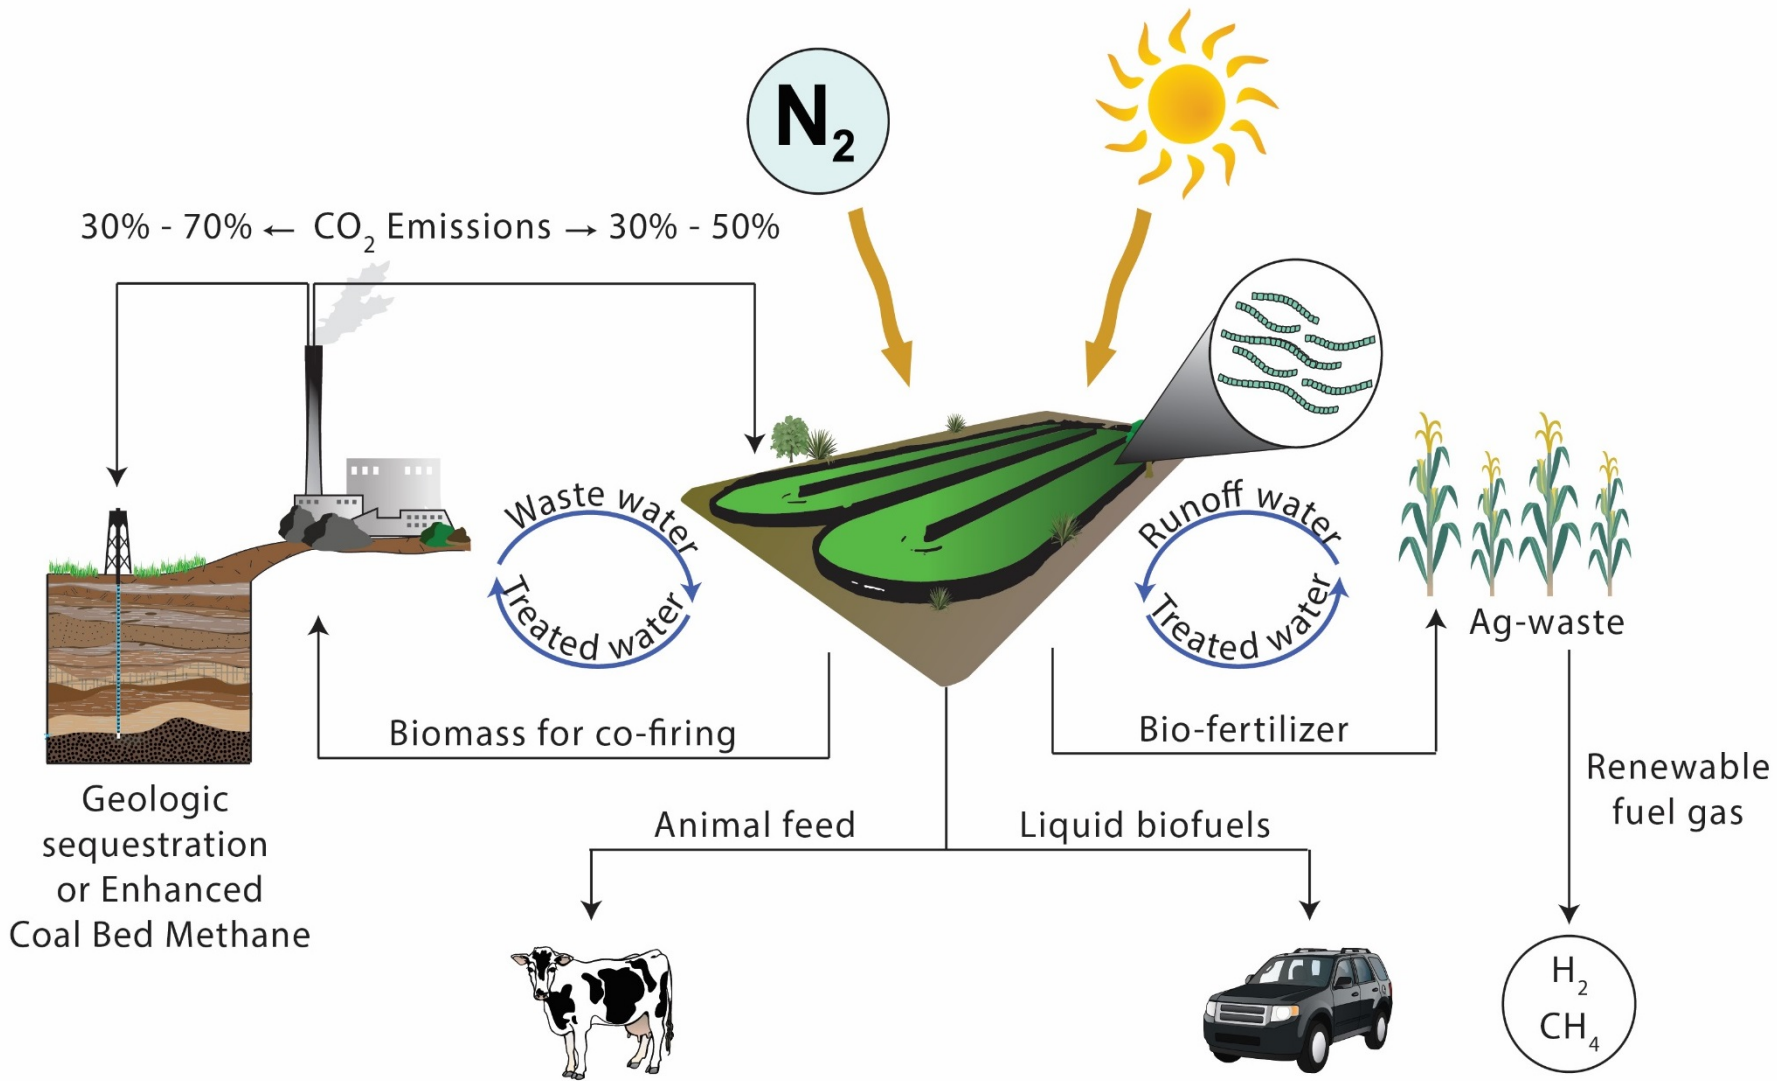 N₂
30% - 70% ← CO₂ Emissions → 30% - 50%
Waste water
Treated water
Runoff water
Treated water
Ag-waste
Biomass for co-firing
Bio-fertilizer
Renewable
fuel gas
Geologic
sequestration
or Enhanced
Coal Bed Methane
Animal feed
Liquid biofuels
H₂
CH₄